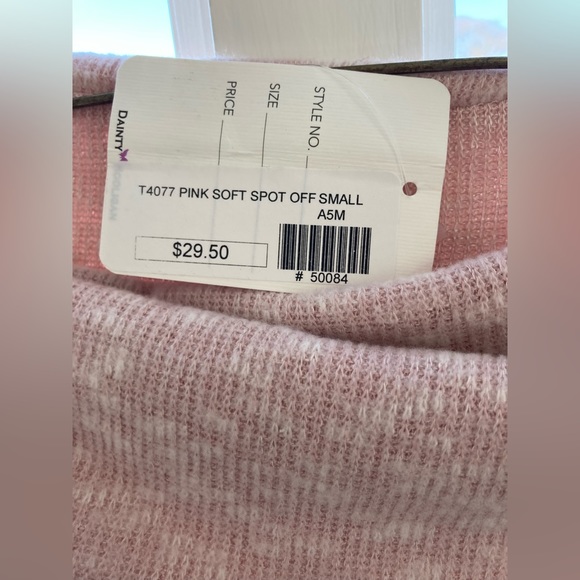 STYLE NO.
SIZE
PRICE
DAINTY
T4077 PINK SOFT SPOT OFF SMALL
A5M
$29.50
# 50084